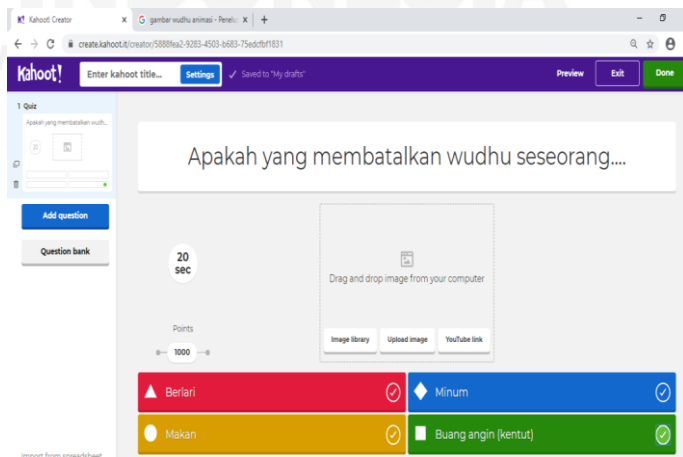 Kahoot! Creator
gambar wudhu animasi - Penelu
create.kahoot.it/creator/5888fea2-9283-4503-b683-75edcfbf1831
Kahoot!
Enter kahoot title...
Settings
Saved to "My drafts"
Preview
Exit
Done
1 Quiz
Apakah yang membatalkan wudh...
Add question
Question bank
Apakah yang membatalkan wudhu seseorang....
20
sec
Drag and drop image from your computer
Points
1000
Image library
Upload image
YouTube link
Berlari
Minum
Makan
Buang angin (kentut)
Import from spreadsheet